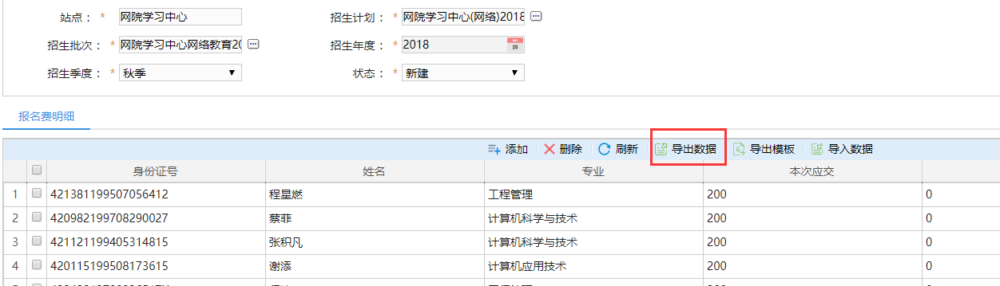 站点： * 网院学习中心 招生计划： * 网院学习中心(网络)2018
招生批次： * 网院学习中心网络教育20 招生年度： * 2018
招生季度： * 秋季 状态： * 新建
报名费明细
添加 删除 刷新 导出数据 导出模板 导入数据
身份证号 姓名 专业 本次应交
1 421381199507056412 程星燃 工程管理 200 0
2 420982199708290027 蔡菲 计算机科学与技术 200 0
3 421121199405314815 张积凡 计算机科学与技术 200 0
4 420115199508173615 谢添 计算机应用技术 200 0